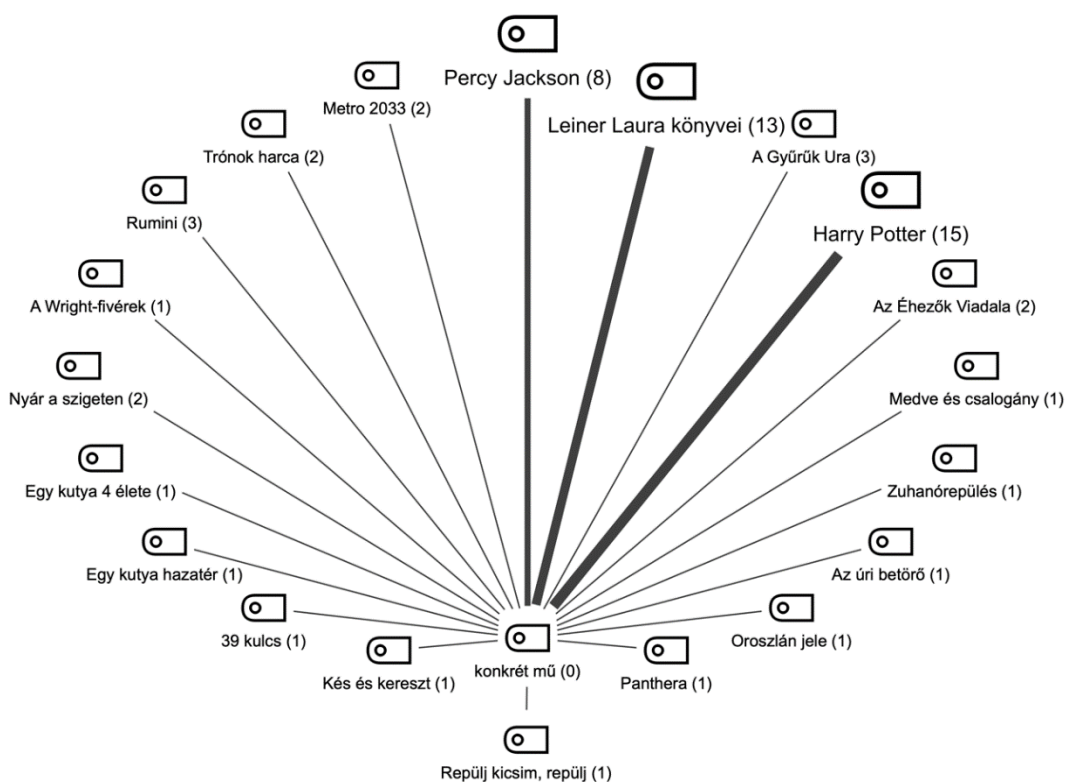 Percy Jackson (8)
Metro 2033 (2)
Leiner Laura könyvei (13)
Trónok harca (2)
A Gyűrűk Ura (3)
Rumini (3)
Harry Potter (15)
A Wright-fivérek (1)
Az Éhezők Viadala (2)
Nyár a szigeten (2)
Medve és csalogány (1)
Egy kutya 4 élete (1)
Zuhanórepülés (1)
Egy kutya hazatér (1)
Az úri betörő (1)
39 kulcs (1)
Oroszlán jele (1)
Kés és kereszt (1)
konkrét mű (0)
Panthera (1)
Repülj kicsim, repülj (1)